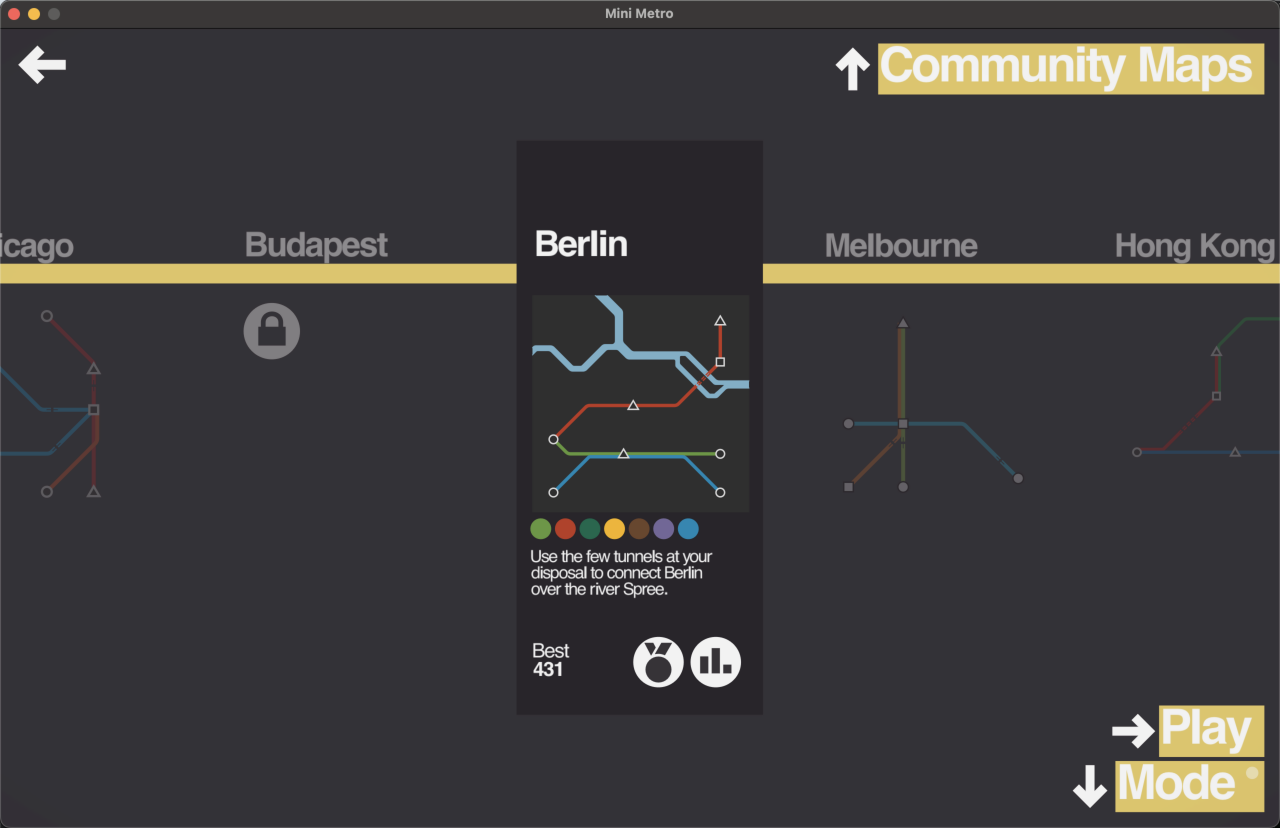 Mini Metro
Community Maps
icago
Budapest
Berlin
Melbourne
Hong Kong
Use the few tunnels at your
disposal to connect Berlin
over the river Spree.
Best
431
Play
Mode